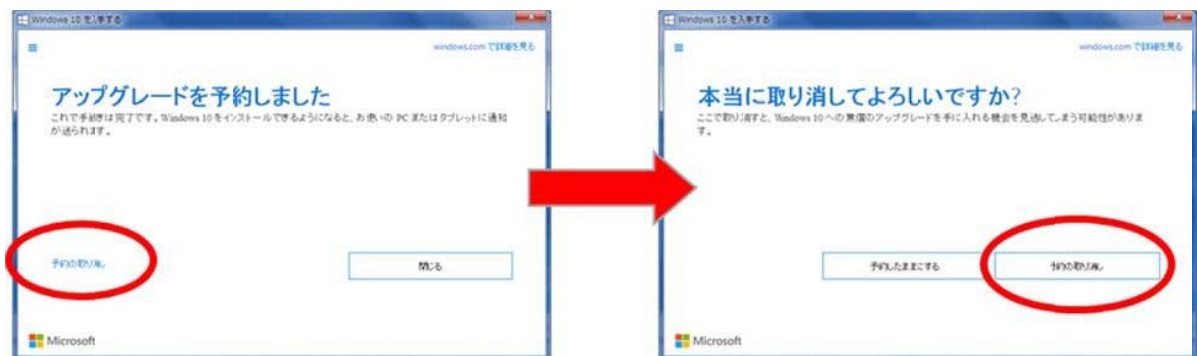 Windows 10 を入手する
windows.com で詳細を見る
アップグレードを予約しました
これで手続きは完了です。Windows 10 をインストールできるようになると、お使いの PC またはタブレットに通知
が送られます。
予約の取り消し
閉じる
Microsoft
Windows 10 を入手する
windows.com で詳細を見る
本当に取り消してよろしいですか?
ここで取り消すと、Windows 10 への無償のアップグレードを手に入れる機会を見逃してしまう可能性がありま
す。
予約したままにする
予約の取り消し
Microsoft